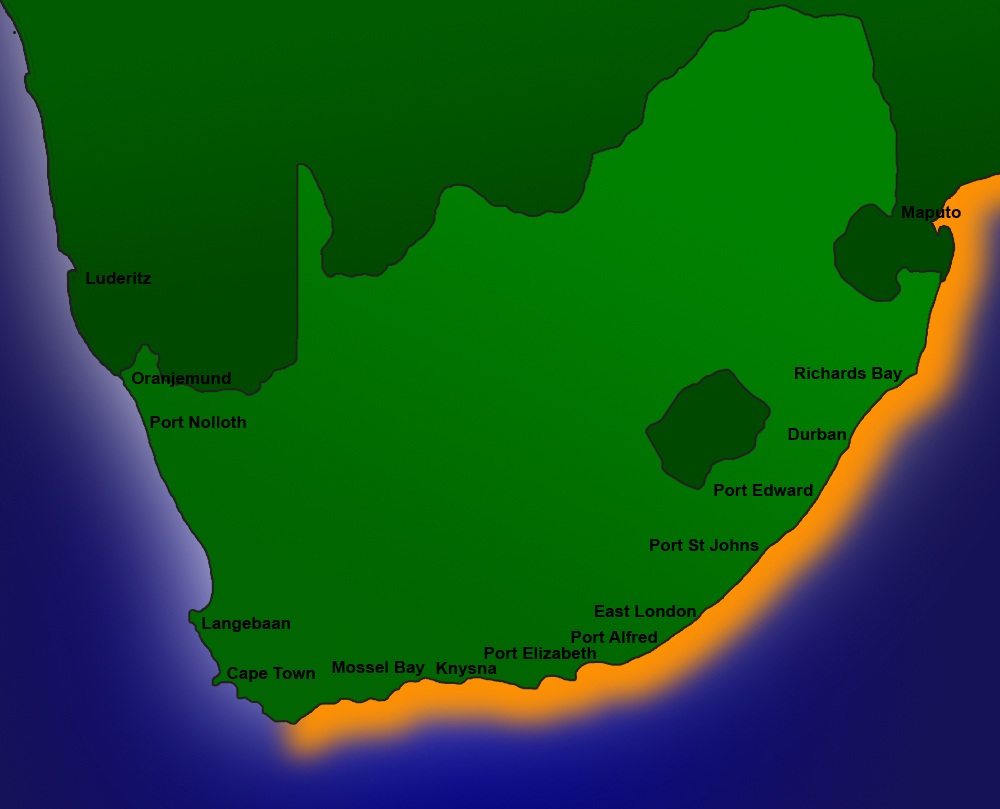 Maputo
Luderitz
Richards Bay
Oranjemund
Port Nolloth
Durban
Port Edward
Port St Johns
East London
Langebaan
Port Alfred
Port Elizabeth
Mossel Bay
Knysna
Cape Town